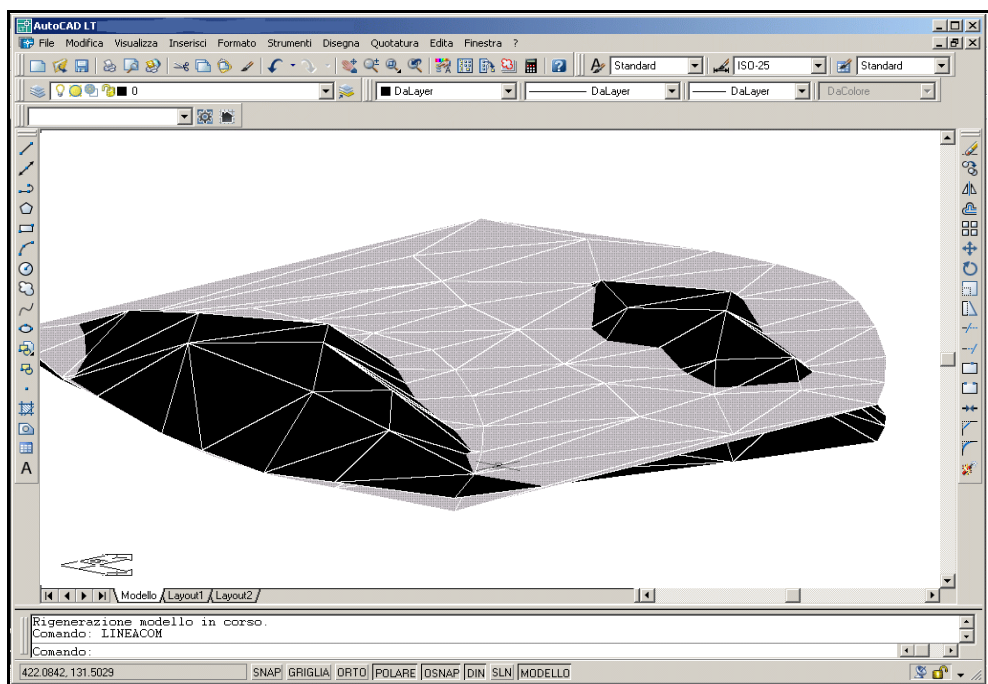 AutoCAD LT
File Modifica Visualizza Inserisci Formato Strumenti Disegna Quotatura Edita Finestra ?
Standard ISO-25 Standard
0 DaLayer DaLayer DaLayer DaColore
A
Modello Layout1 Layout2
Rigenerazione modello in corso.
Comando: LINEACOM
Comando:
422.0842, 131.5029 SNAP GRIGLIA ORTO POLARE OSNAP DIN SLN MODELLO